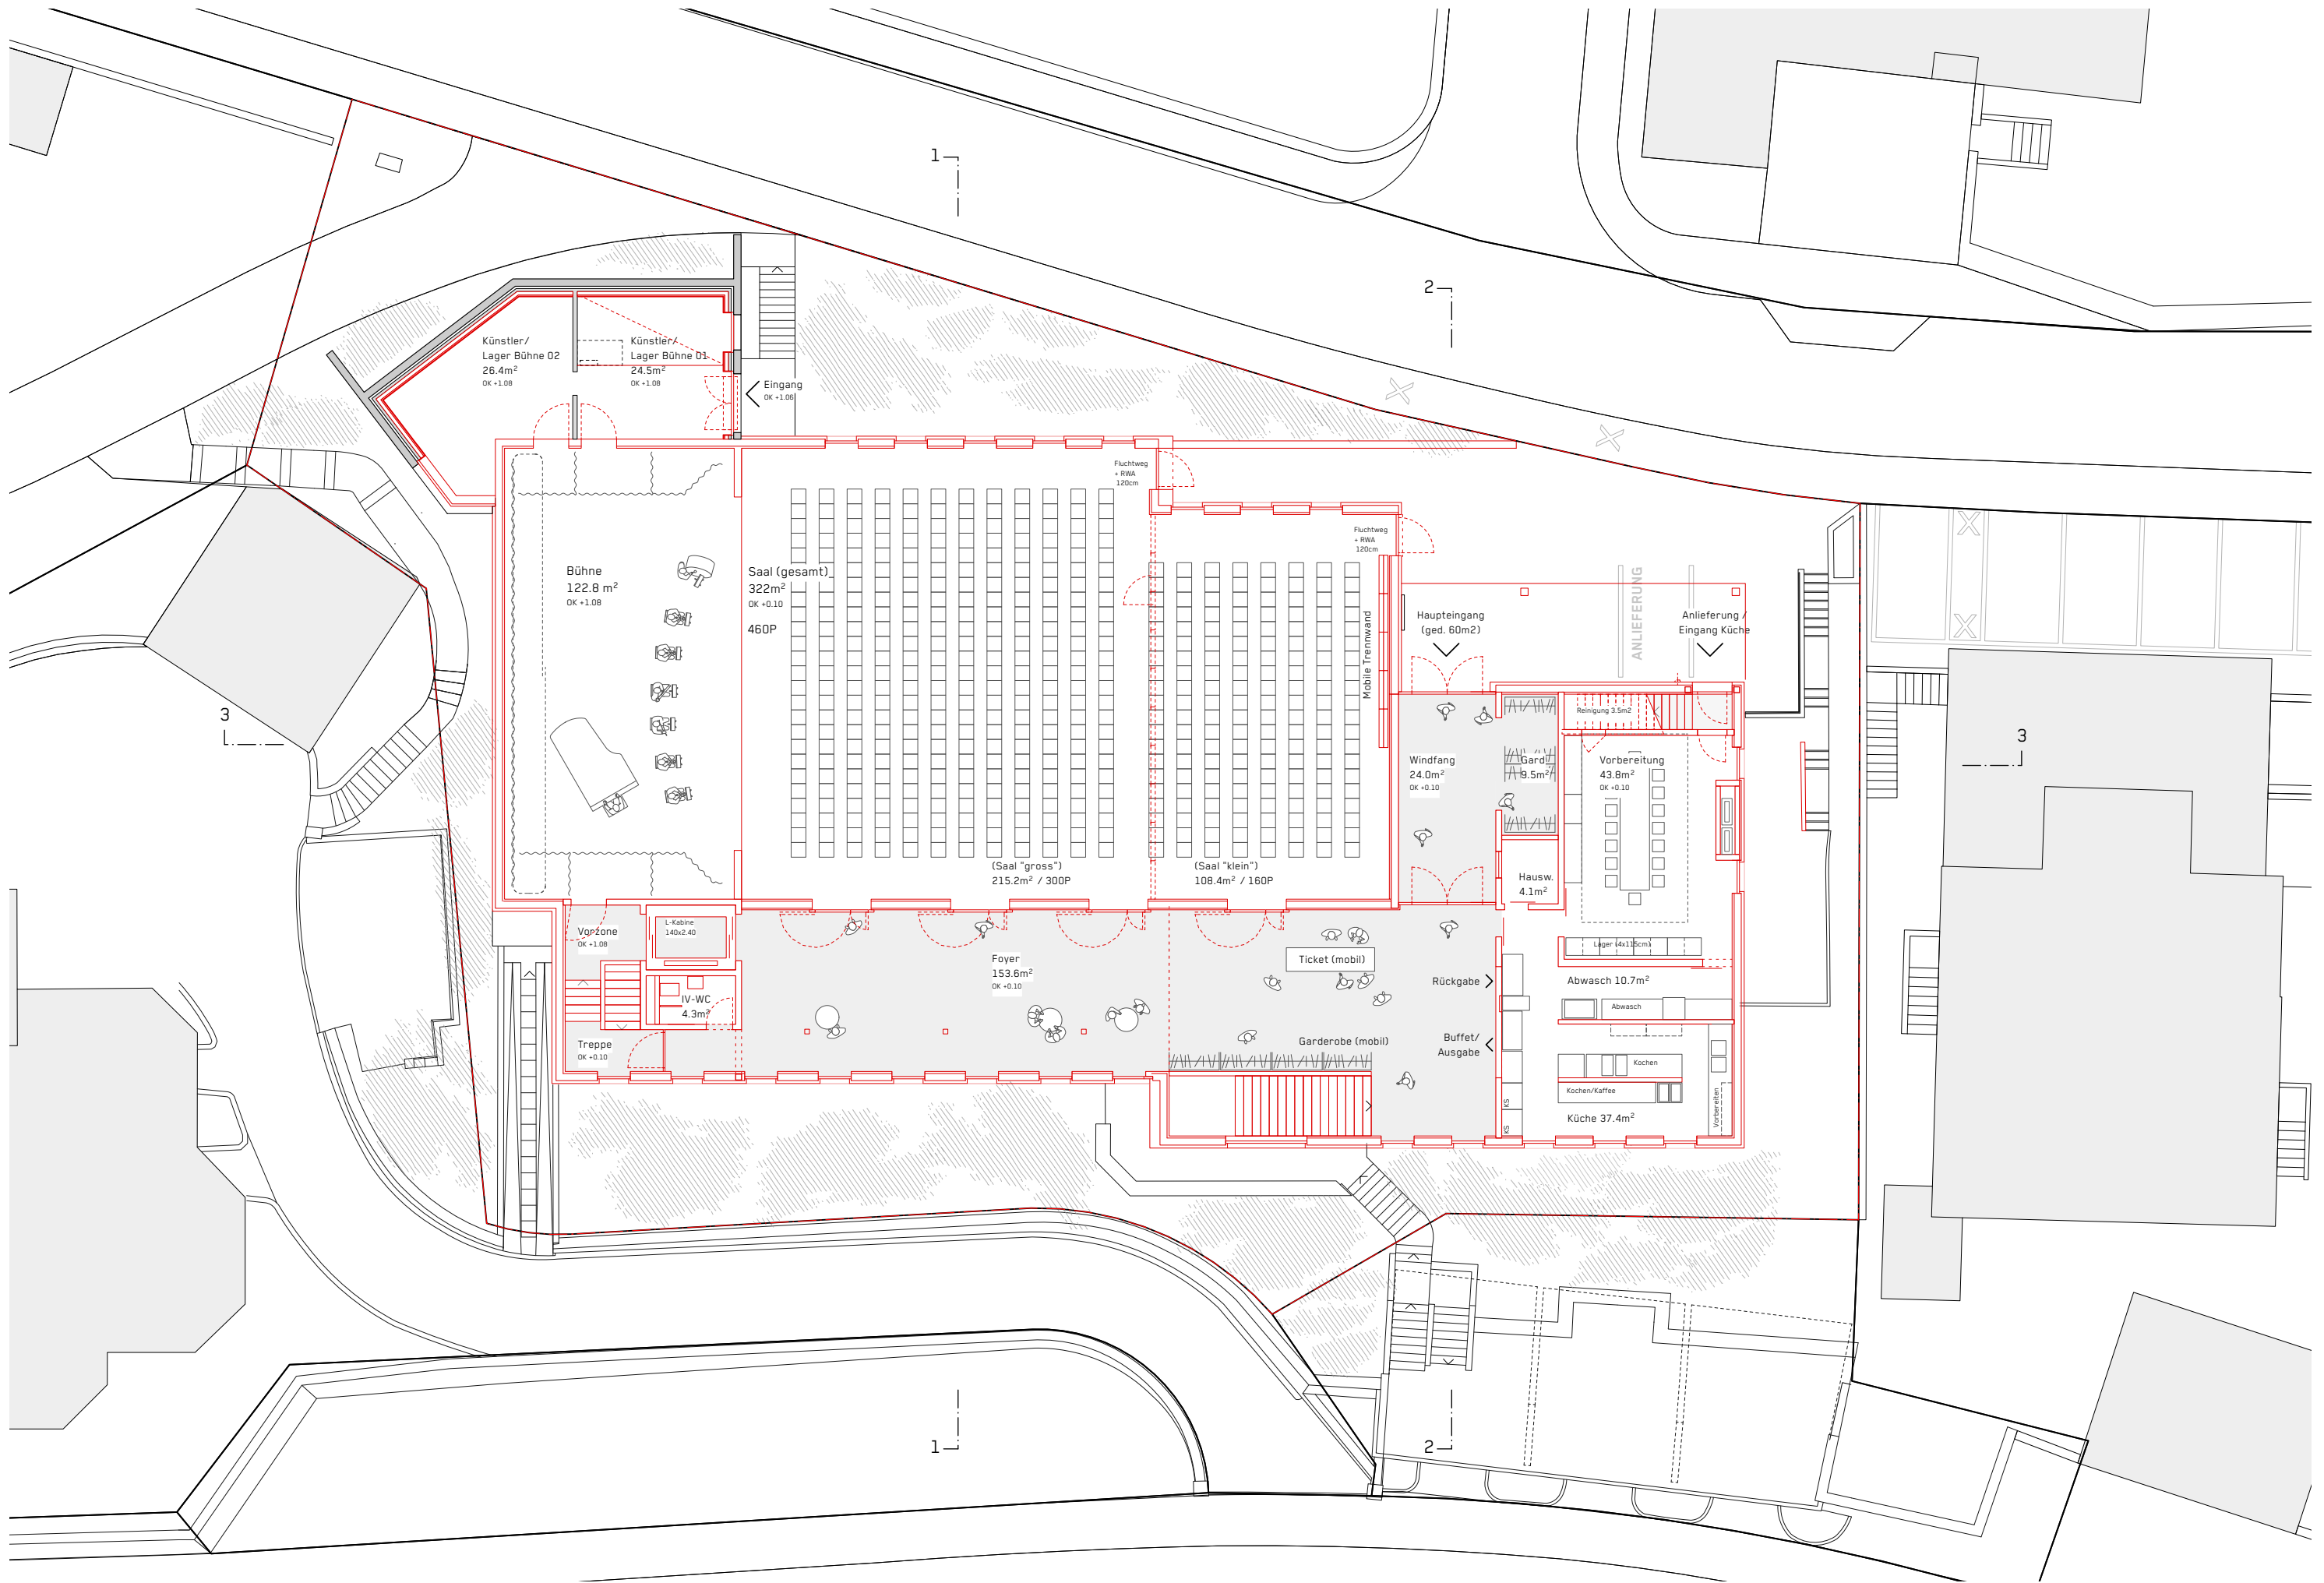 1
2
Künstler/
Lager Bühne 02
26.4m²
OK +1.08
Künstler/
Lager Bühne 01
24.5m²
OK +1.08
Eingang
OK +1.06
Fluchtweg
+ RWA
120cm
Fluchtweg
+ RWA
120cm
Bühne
122.8 m²
OK +1.08
Saal (gesamt)
322m²
OK +0.10
460P
Mobile Trennwand
Haupteingang
(ged. 60m2)
ANLIEFERUNG
Anlieferung /
Eingang Küche
3
3
Reinigung 3.5m2
Windfang
24.0m²
OK +0.10
Gard
9.5m²
Vorbereitung
43.8m²
OK +0.10
(Saal "gross")
215.2m² / 300P
(Saal "klein")
108.4m² / 160P
Hausw.
4.1m²
Vorzone
OK +1.08
L-Kabine
140x2.40
Foyer
153.6m²
OK +0.10
Ticket (mobil)
Lager (4x116cm)
Rückgabe
Abwasch 10.7m²
Abwasch
IV-WC
4.3m²
Treppe
OK +0.10
Garderobe (mobil)
Buffet/
Ausgabe
Kochen
Kochen/Kaffee
KS
KS
Küche 37.4m²
Vorbereiten
1
2